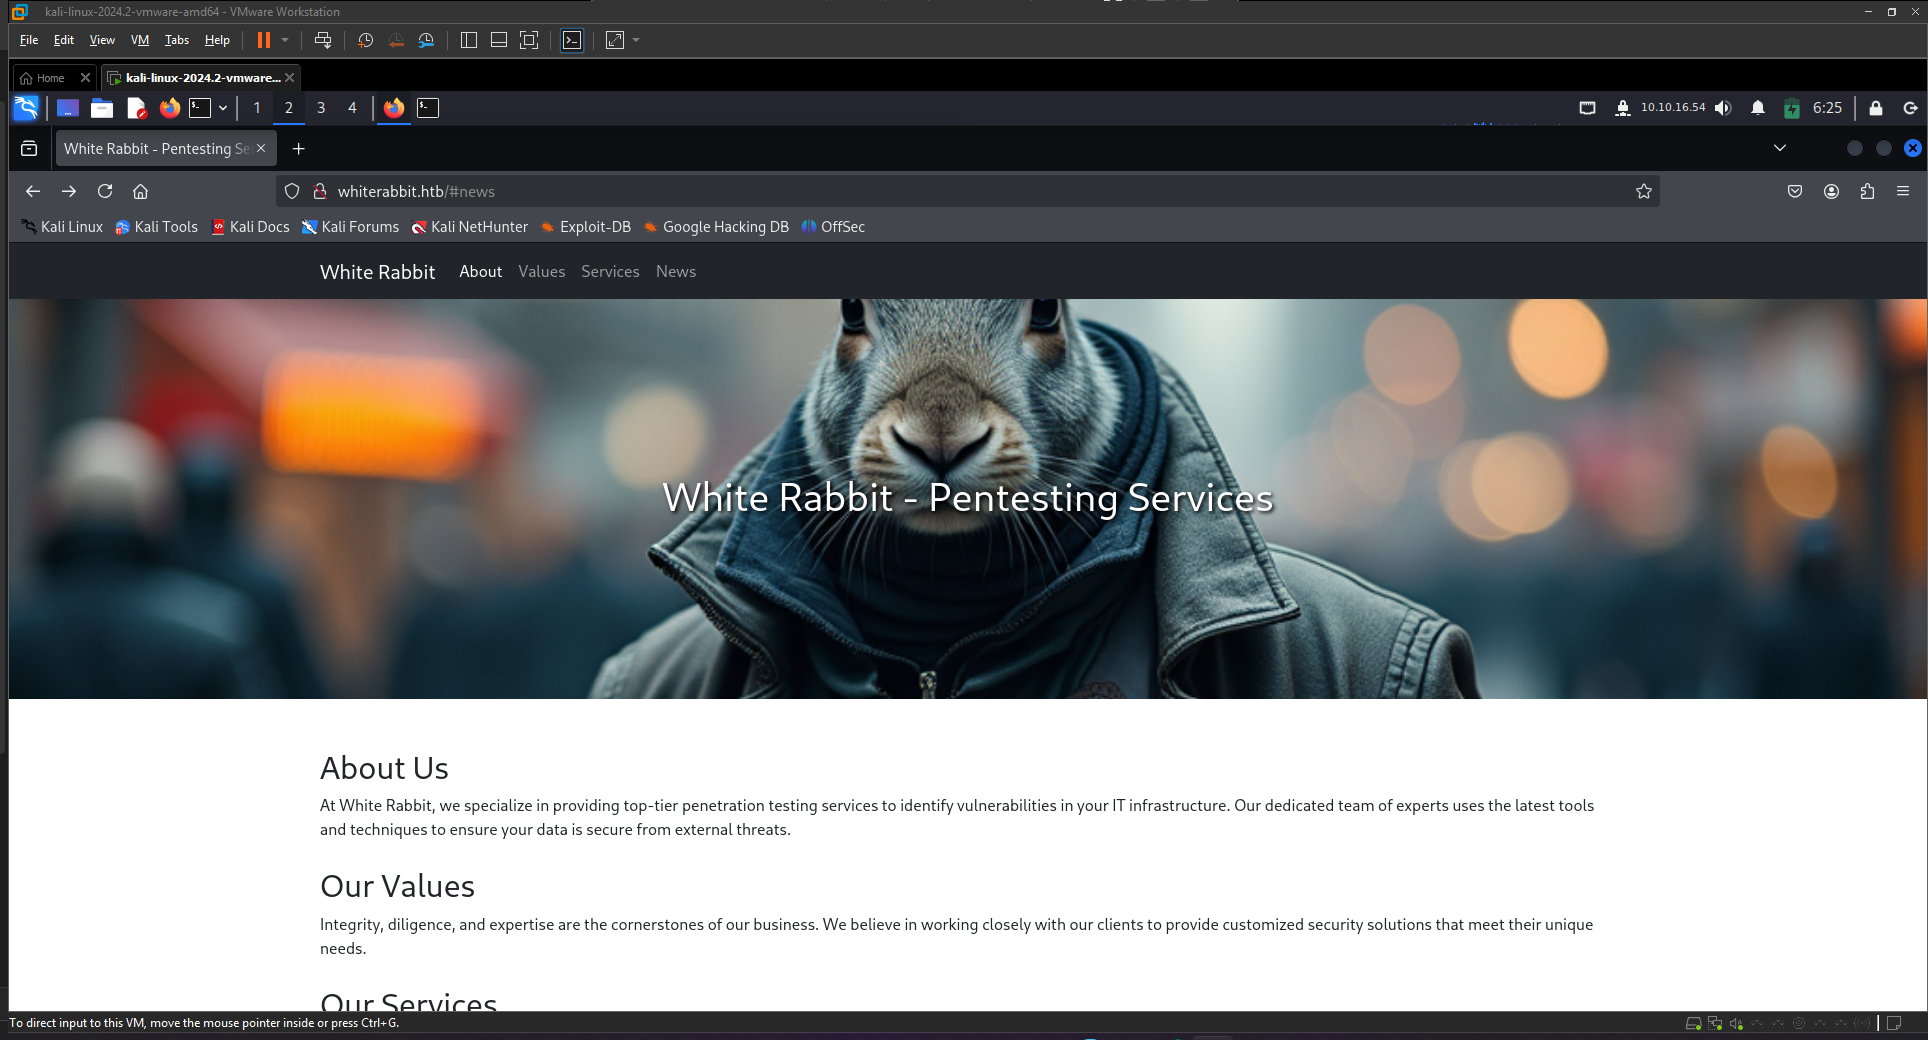 kali-linux-2024.2-vmware-amd64 - VMware Workstation
File Edit View VM Tabs Help
Home kali-linux-2024.2-vmware...
1 2 3 4 10.10.16.54 6:25
White Rabbit - Pentesting Se
whiterabbit.htb/#news
Kali Linux Kali Tools Kali Docs Kali Forums Kali NetHunter Exploit-DB Google Hacking DB OffSec
White Rabbit About Values Services News
White Rabbit - Pentesting Services
About Us
At White Rabbit, we specialize in providing top-tier penetration testing services to identify vulnerabilities in your IT infrastructure. Our dedicated team of experts uses the latest tools
and techniques to ensure your data is secure from external threats.
Our Values
Integrity, diligence, and expertise are the cornerstones of our business. We believe in working closely with our clients to provide customized security solutions that meet their unique
needs.
Our Services
To direct input to this VM, move the mouse pointer inside or press Ctrl+G.